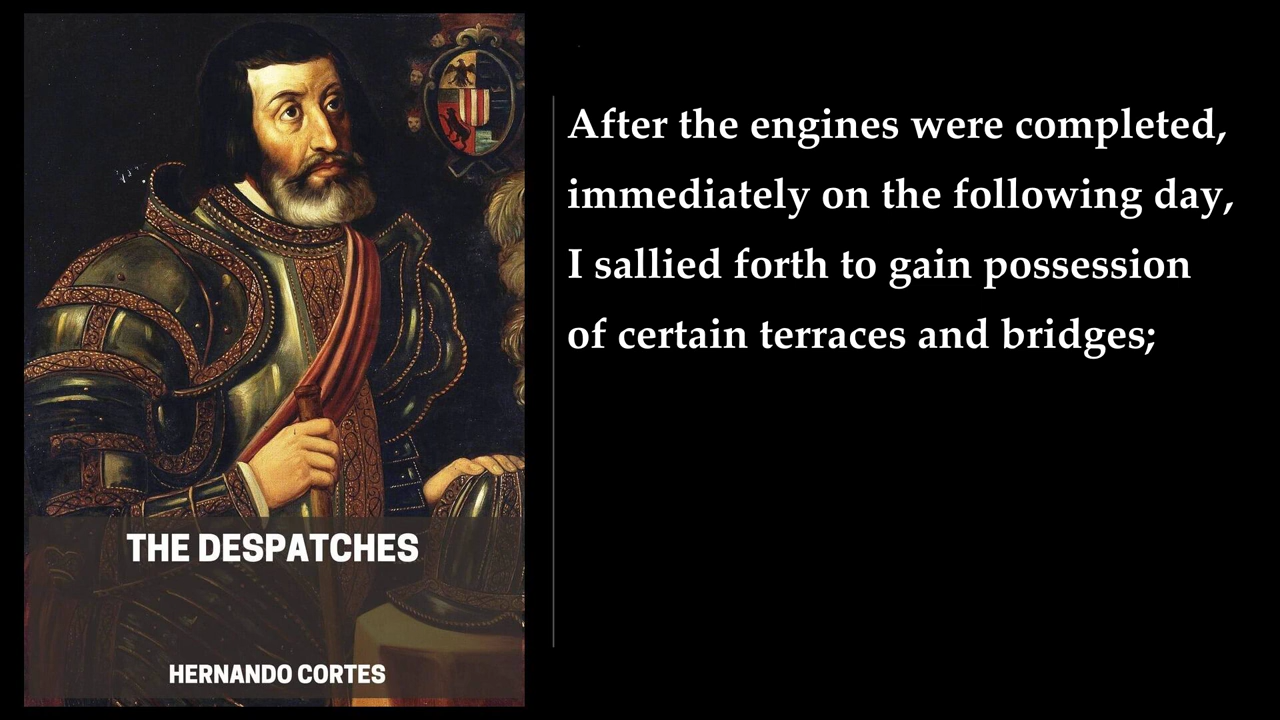 THE DESPATCHES
HERNANDO CORTES
After the engines were completed,
immediately on the following day,
I sallied forth to gain possession
of certain terraces and bridges;